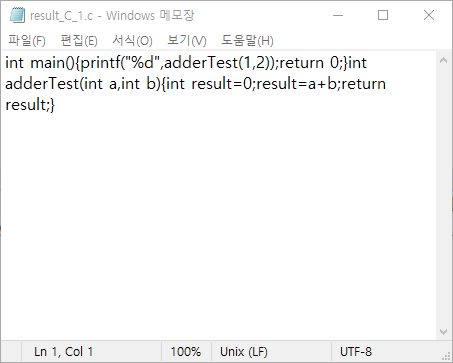 result_C_1.c - Windows 메모장
파일(F) 편집(E) 서식(O) 보기(V) 도움말(H)
int main(){printf("%d",adderTest(1,2));return 0;}int
adderTest(int a,int b){int result=0;result=a+b;return
result;}
Ln 1, Col 1 100% Unix (LF) UTF-8